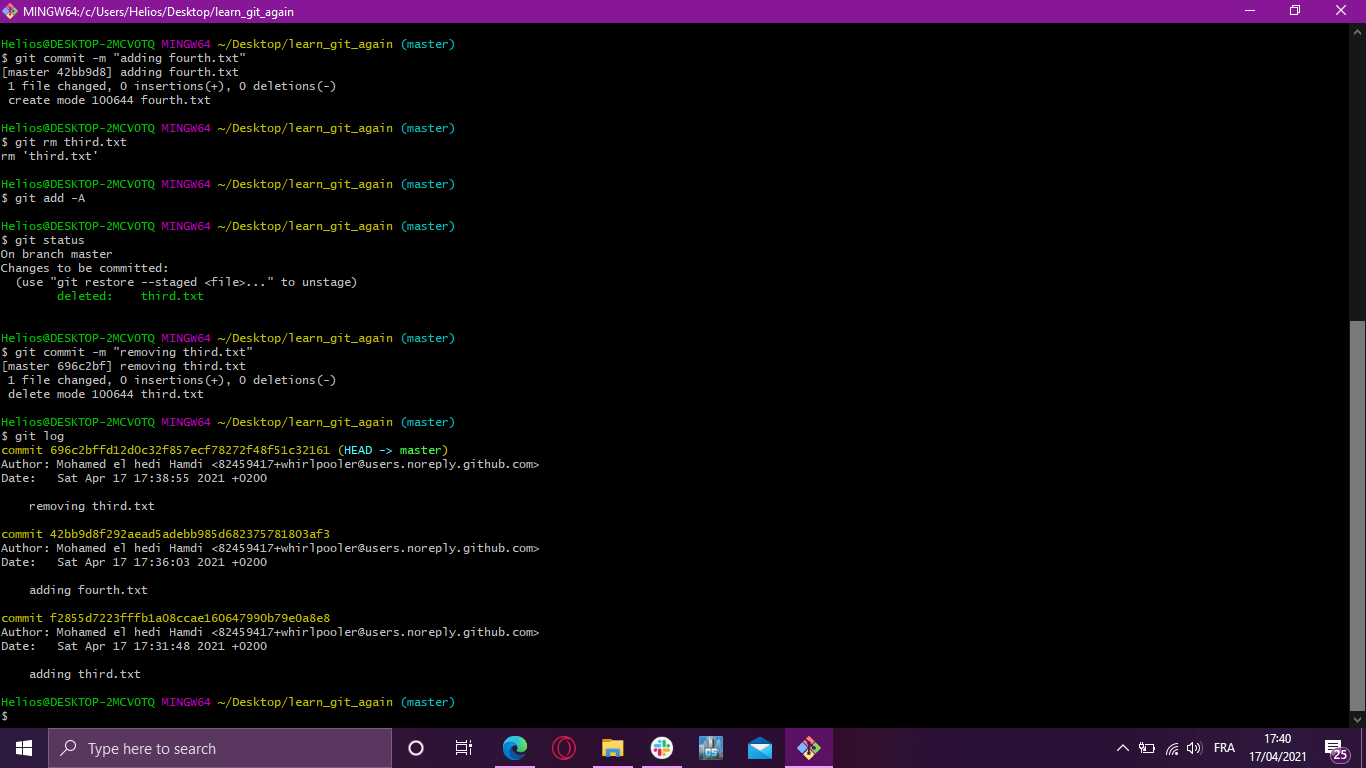 MINGW64:/c/Users/Helios/Desktop/learn_git_again
Helios@DESKTOP-2MCVOTQ MINGW64 ~/Desktop/learn_git_again (master)
$ git commit -m "adding fourth.txt"
[master 42bb9d8] adding fourth.txt
 1 file changed, 0 insertions(+), 0 deletions(-)
 create mode 100644 fourth.txt
Helios@DESKTOP-2MCVOTQ MINGW64 ~/Desktop/learn_git_again (master)
$ git rm third.txt
rm 'third.txt'
Helios@DESKTOP-2MCVOTQ MINGW64 ~/Desktop/learn_git_again (master)
$ git add -A
Helios@DESKTOP-2MCVOTQ MINGW64 ~/Desktop/learn_git_again (master)
$ git status
On branch master
Changes to be committed:
  (use "git restore --staged <file>..." to unstage)
        deleted:    third.txt
Helios@DESKTOP-2MCVOTQ MINGW64 ~/Desktop/learn_git_again (master)
$ git commit -m "removing third.txt"
[master 696c2bf] removing third.txt
 1 file changed, 0 insertions(+), 0 deletions(-)
 delete mode 100644 third.txt
Helios@DESKTOP-2MCVOTQ MINGW64 ~/Desktop/learn_git_again (master)
$ git log
commit 696c2bffd12d0c32f857ecf78272f48f51c32161 (HEAD -> master)
Author: Mohamed el hedi Hamdi <82459417+whirlpooler@users.noreply.github.com>
Date:   Sat Apr 17 17:38:55 2021 +0200
    removing third.txt
commit 42bb9d8f292aead5adebb985d682375781803af3
Author: Mohamed el hedi Hamdi <82459417+whirlpooler@users.noreply.github.com>
Date:   Sat Apr 17 17:36:03 2021 +0200
    adding fourth.txt
commit f2855d7223fffb1a08ccae160647990b79e0a8e8
Author: Mohamed el hedi Hamdi <82459417+whirlpooler@users.noreply.github.com>
Date:   Sat Apr 17 17:31:48 2021 +0200
    adding third.txt
Helios@DESKTOP-2MCVOTQ MINGW64 ~/Desktop/learn_git_again (master)
$
Type here to search
FRA
17:40
17/04/2021
25